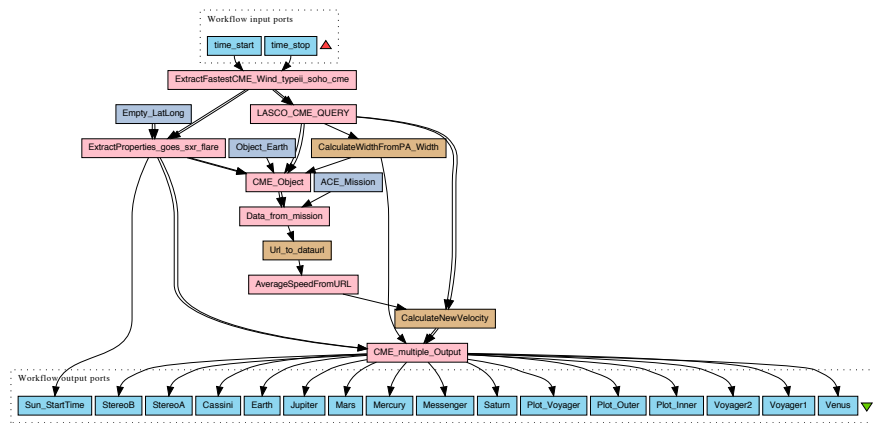 Workflow input ports
time_start time_stop
ExtractFastestCME_Wind_typeii_soho_cme
Empty_LatLong LASCO_CME_QUERY
ExtractProperties_goes_sxr_flare Object_Earth CalculateWidthFromPA_Width
CME_Object ACE_Mission
Data_from_mission
Url_to_dataurl
AverageSpeedFromURL
CalculateNewVelocity
CME_multiple_Output
Workflow output ports
Sun_StartTime StereoB StereoA Cassini Earth Jupiter Mars Mercury Messenger Saturn Plot_Voyager Plot_Outer Plot_Inner Voyager2 Voyager1 Venus